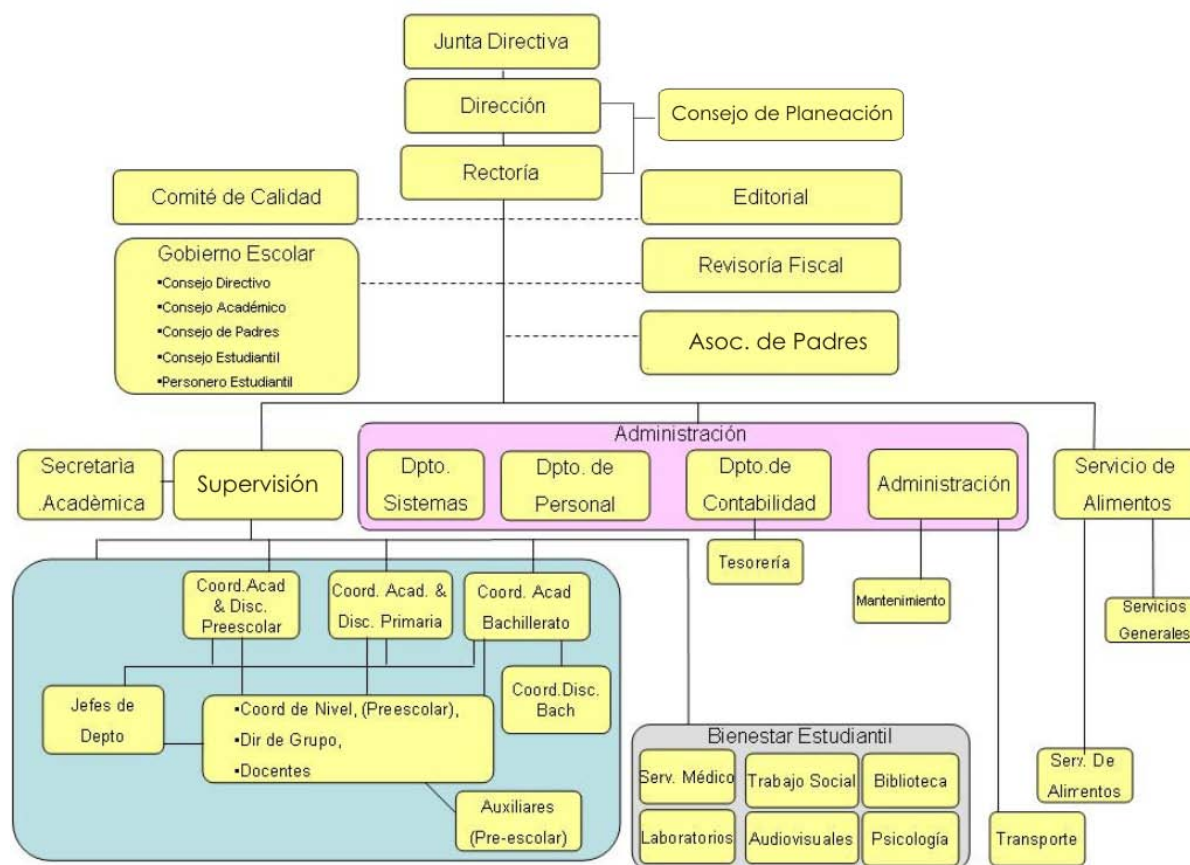 Junta Directiva
Dirección
Consejo de Planeación
Rectoría
Comité de Calidad
Editorial
Gobierno Escolar
▪Consejo Directivo
▪Consejo Académico
▪Consejo de Padres
▪Consejo Estudiantil
▪Personero Estudiantil
Revisoría Fiscal
Asoc. de Padres
Secretarìa
.Acadèmica
Supervisión
Administración
Dpto.
Sistemas
Dpto. de
Personal
Dpto.de
Contabilidad
Administración
Servicio de
Alimentos
Tesorería
Mantenimiento
Servicios
Generales
Coord.Acad
& Disc.
Preescolar
Coord. Acad. &
Disc. Primaria
Coord. Acad
Bachillerato
Jefes de
Depto
▪Coord de Nivel, (Preescolar),
▪Dir de Grupo,
▪Docentes
Coord.Disc.
Bach
Auxiliares
(Pre-escolar)
Bienestar Estudiantil
Serv. Médico
Trabajo Social
Biblioteca
Laboratorios
Audiovisuales
Psicología
Serv. De
Alimentos
Transporte